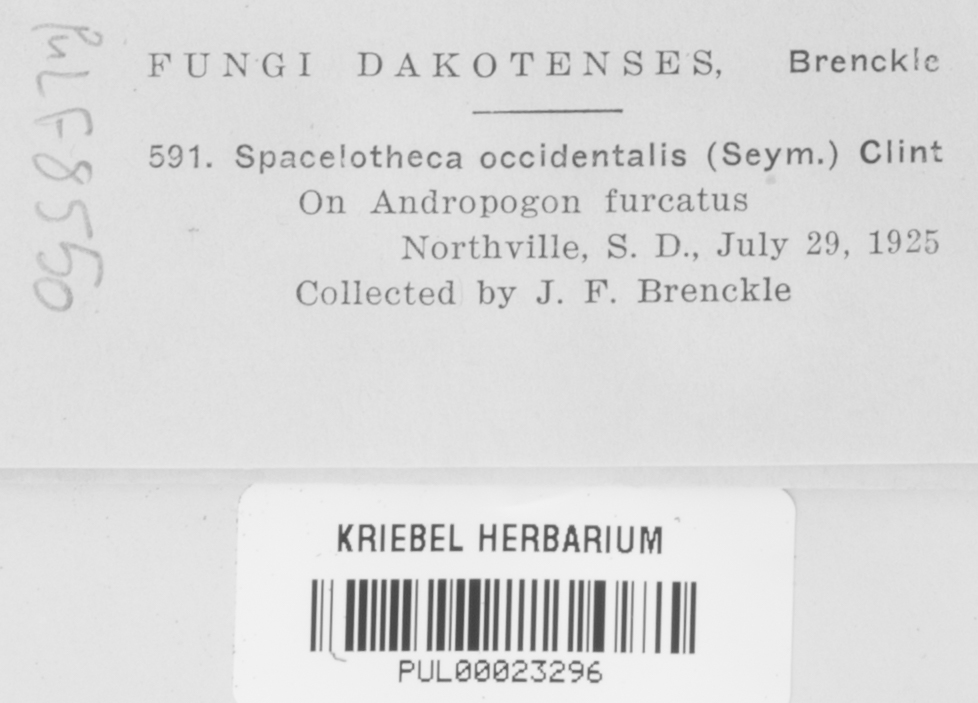 FUNGI DAKOTENSES, Brenckle
591. Spacelotheca occidentalis (Seym.) Clint
On Andropogon furcatus
Northville, S. D., July 29, 1925
Collected by J. F. Brenckle
PUL F8550
KRIEBEL HERBARIUM
PUL00023296